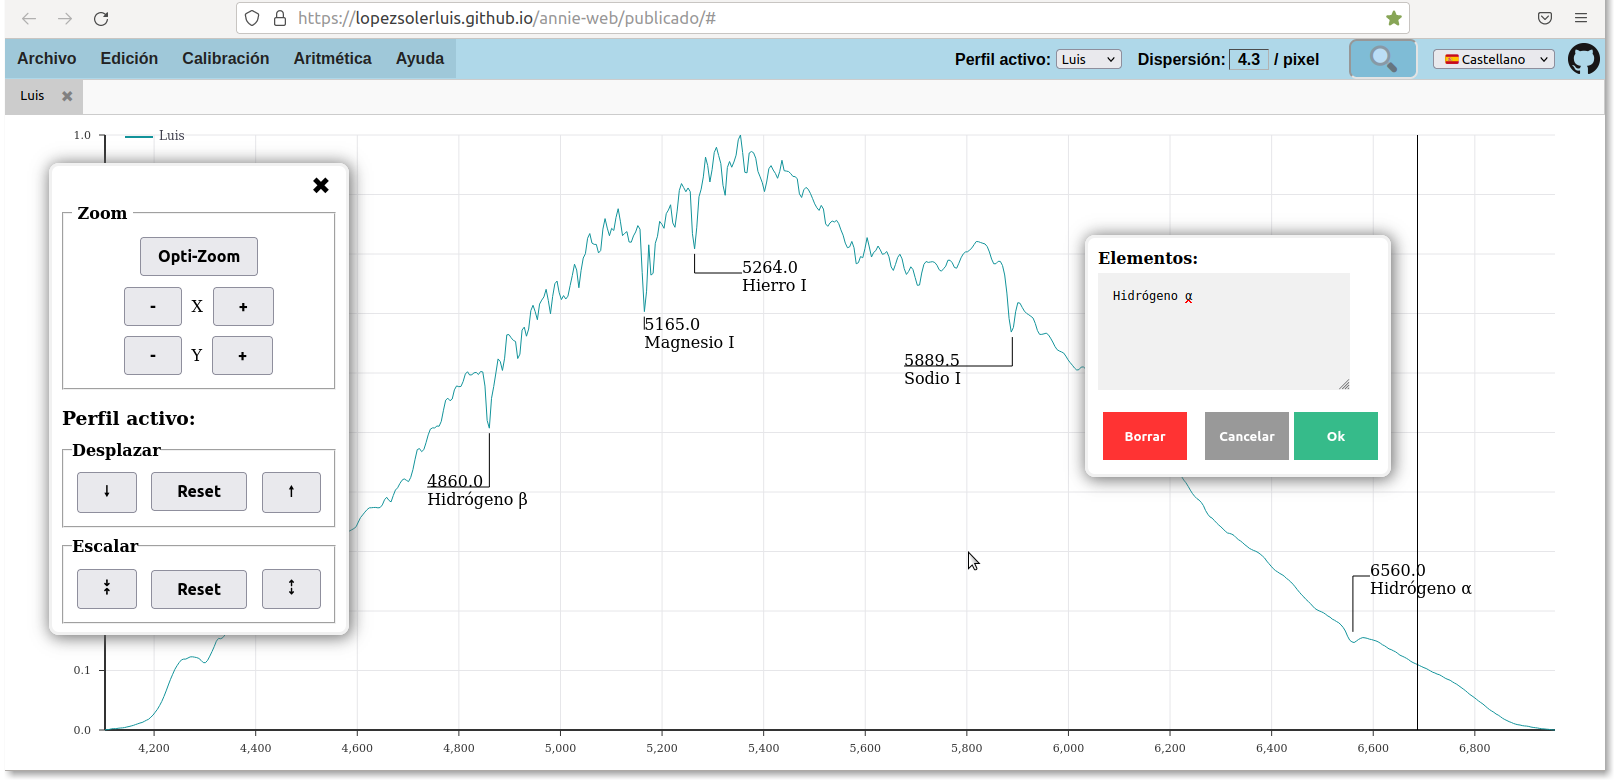 https://lopezsolerluis.github.io/annie-web/publicado/#
Archivo Edición Calibración Aritmética Ayuda Perfil activo: Luis Dispersión: 4.3 / pixel Castellano
Luis
Luis
1.0
0.1
0.0
4,200 4,400 4,600 4,800 5,000 5,200 5,400 5,600 5,800 6,000 6,200 6,400 6,600 6,800
Zoom
Opti-Zoom
- X +
- Y +
Perfil activo:
Desplazar
↓ Reset ↑
Escalar
Reset
4860.0
Hidrógeno β
5165.0
Magnesio I
5264.0
Hierro I
5889.5
Sodio I
6560.0
Hidrógeno α
Elementos:
Hidrógeno α
Borrar Cancelar Ok